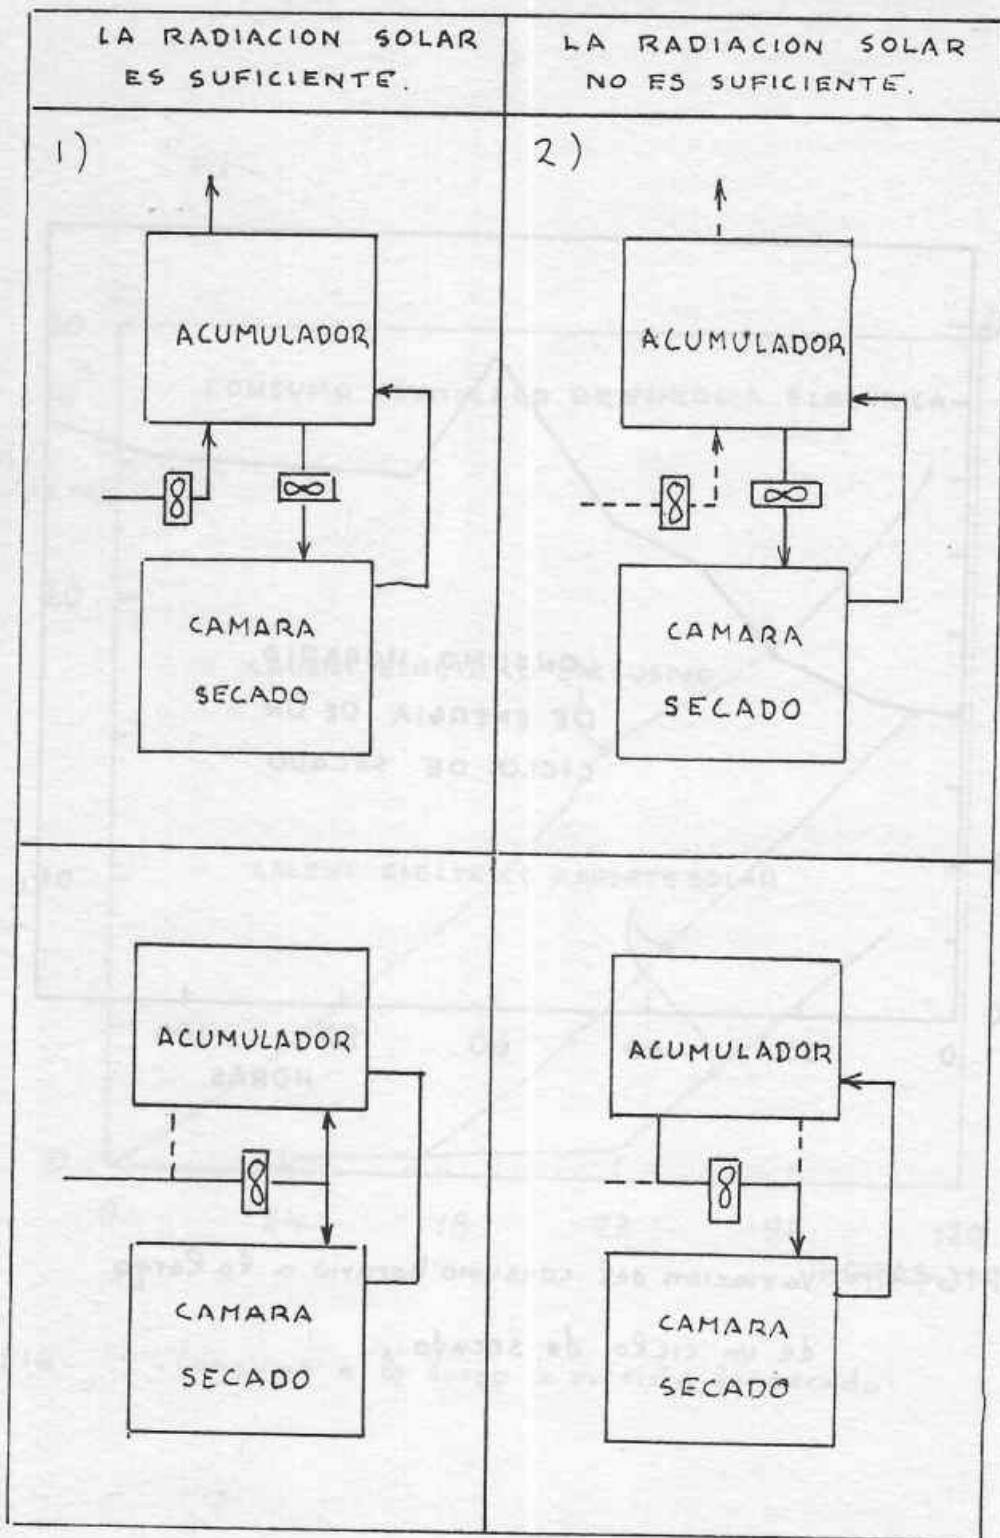 LA RADIACION SOLAR
ES SUFICIENTE.
LA RADIACION SOLAR
NO ES SUFICIENTE.
1)
ACUMULADOR
CAMARA
SECADO
2)
ACUMULADOR
CAMARA
SECADO
ACUMULADOR
CAMARA
SECADO
ACUMULADOR
CAMARA
SECADO